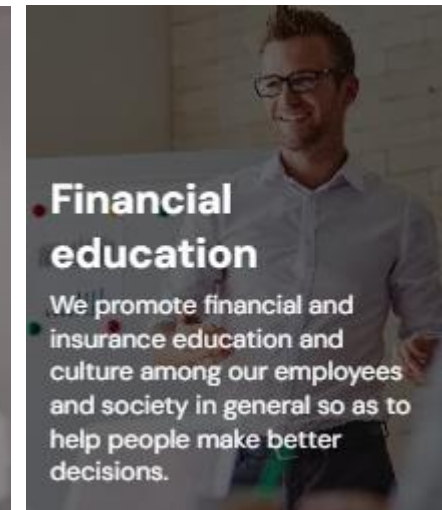 Financial
education
We promote financial and
insurance education and
culture among our employees
and society in general so as to
help people make better
decisions.